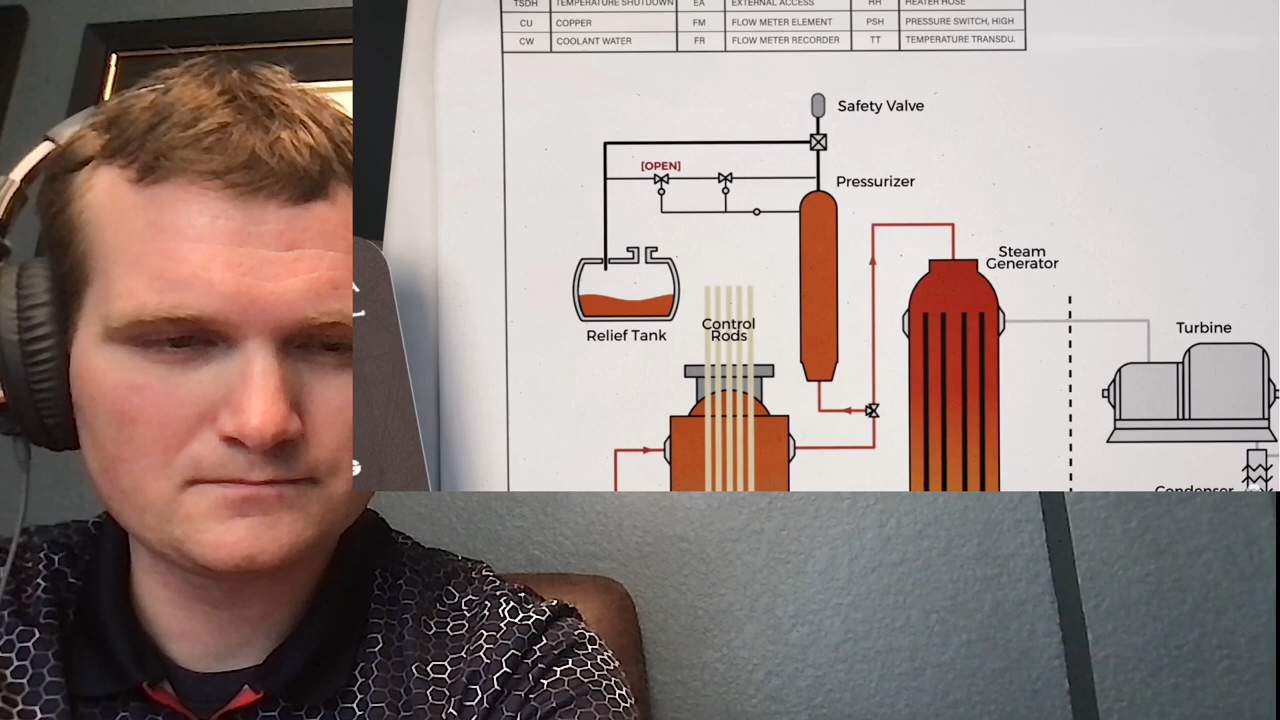 TSDH TEMPERATURE SHUTDOWN EA EXTERNAL ACCESS HH HEATER HOSE
CU COPPER FM FLOW METER ELEMENT PSH PRESSURE SWITCH, HIGH
CW COOLANT WATER FR FLOW METER RECORDER TT TEMPERATURE TRANSDU.
Safety Valve
[OPEN]
Pressurizer
Steam
Generator
Control
Rods
Relief Tank
Turbine
Condenser